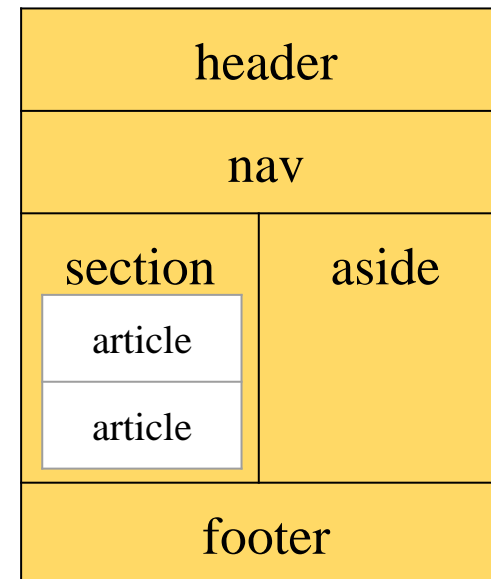 header
nav
section
article
article
aside
footer